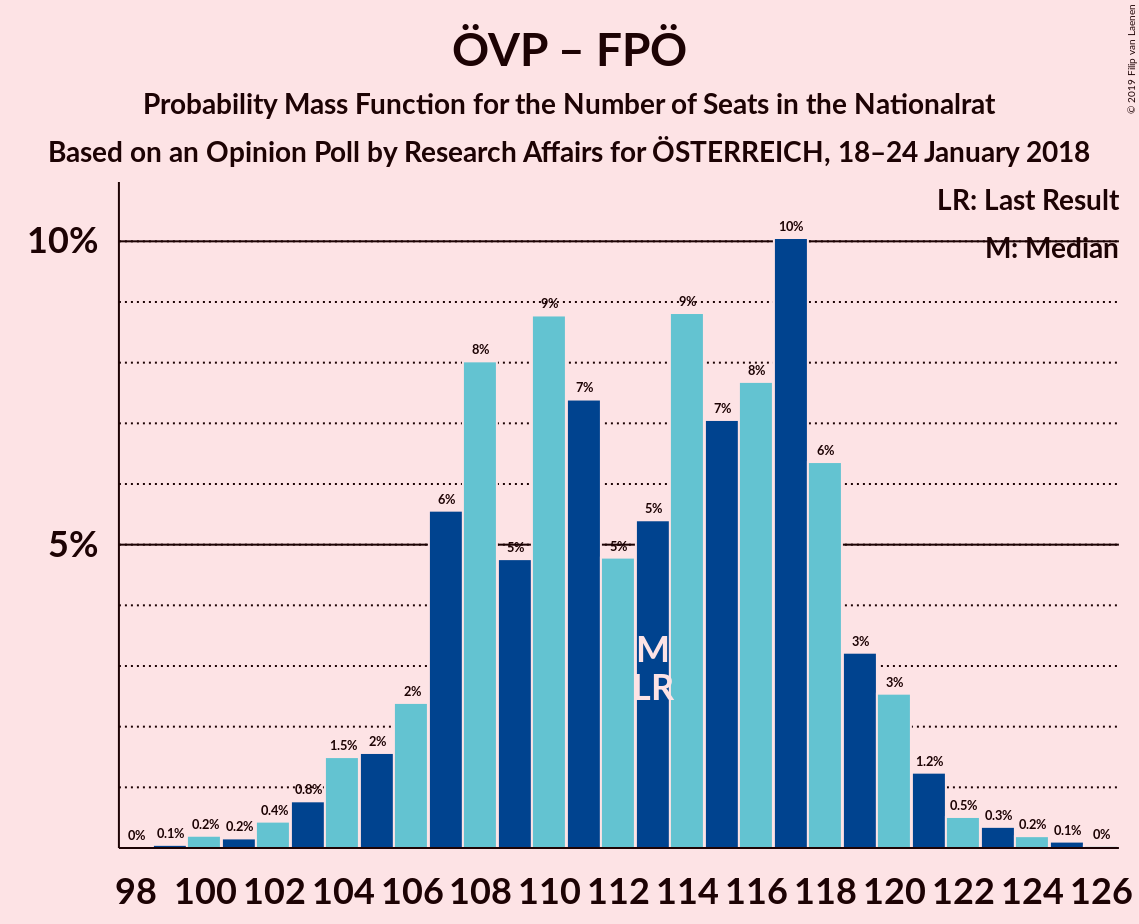 ÖVP – FPÖ
Probability Mass Function for the Number of Seats in the Nationalrat
Based on an Opinion Poll by Research Affairs for ÖSTERREICH, 18–24 January 2018
© 2019 Filip van Laenen
LR: Last Result
M: Median
10%
5%
0% 0.1% 0.2% 0.2% 0.4% 0.8% 1.5% 2% 2% 6% 8% 5% 9% 7% 5% 5% 9% 7% 8% 10% 6% 3% 3% 1.2% 0.5% 0.3% 0.2% 0.1% 0%
M
LR
98 100 102 104 106 108 110 112 114 116 118 120 122 124 126